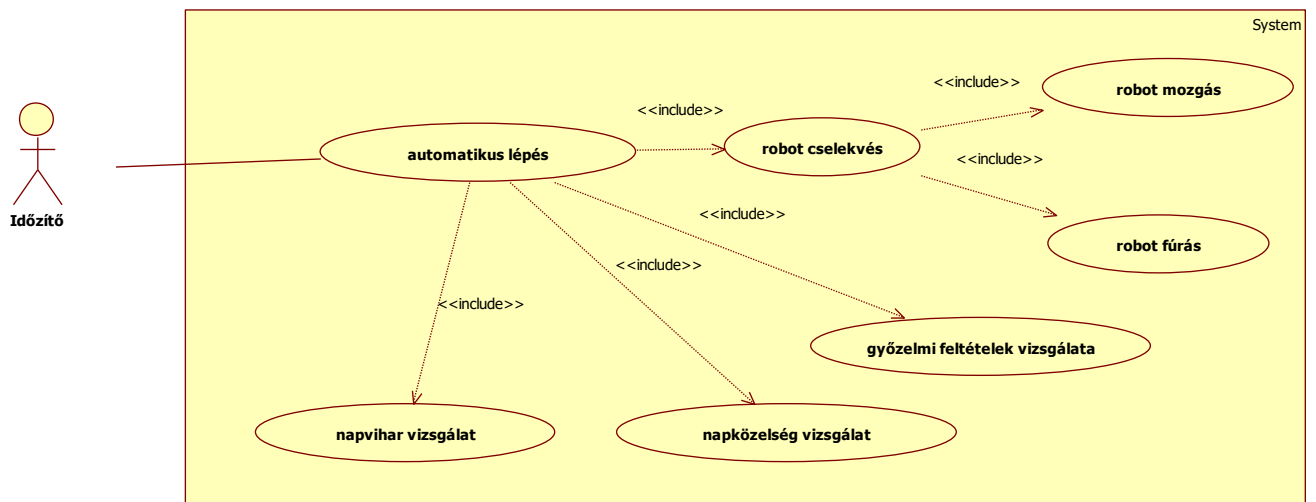 System
<<include>>
robot mozgás
<<include>>
automatikus lépés
robot cselekvés
<<include>>
Időzítő
<<include>>
robot fúrás
<<include>>
<<include>>
győzelmi feltételek vizsgálata
napvihar vizsgálat
napközelség vizsgálat